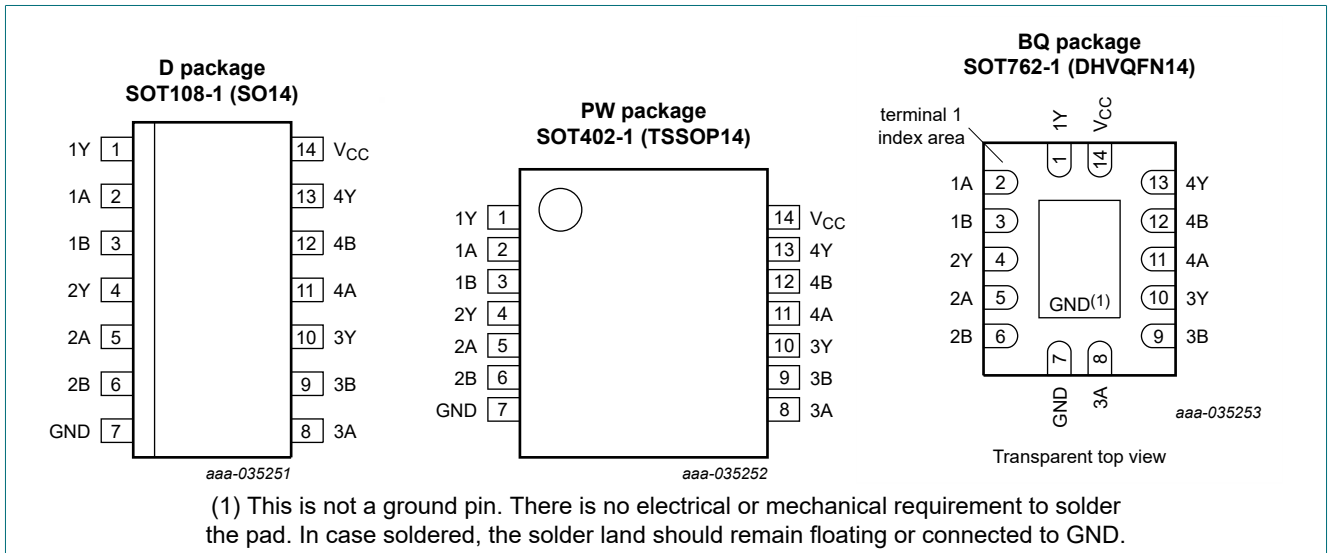 D package
SOT108-1 (SO14)
1Y 1
14 VCC
1A 2
13 4Y
1B 3
12 4B
2Y 4
11 4A
2A 5
10 3Y
2B 6
9 3B
GND 7
8 3A
aaa-035251
PW package
SOT402-1 (TSSOP14)
1Y 1
14 VCC
1A 2
13 4Y
1B 3
12 4B
2Y 4
11 4A
2A 5
10 3Y
2B 6
9 3B
GND 7
8 3A
aaa-035252
BQ package
SOT762-1 (DHVQFN14)
terminal 1
index area
1Y
VCC
1
14
1A 2
13 4Y
1B 3
12 4B
2Y 4
11 4A
2A 5
10 3Y
GND(1)
2B 6
9 3B
7
8
GND
3A
aaa-035253
Transparent top view
(1) This is not a ground pin. There is no electrical or mechanical requirement to solder
the pad. In case soldered, the solder land should remain floating or connected to GND.